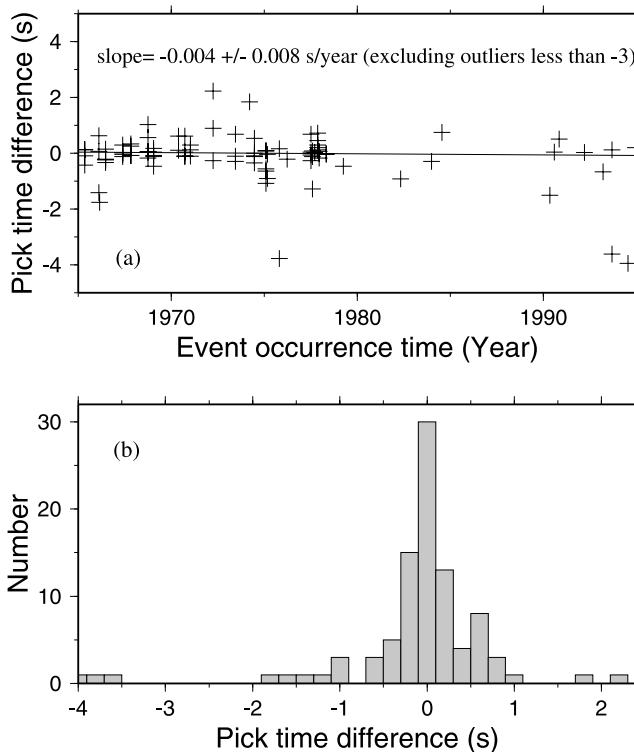 4
2
0
-2
-4
Pick time difference (s)
slope= -0.004 +/- 0.008 s/year (excluding outliers less than -3)
(a)
1970 1980 1990
Event occurrence time (Year)
30
20
10
0
Number
(b)
-4 -3 -2 -1 0 1 2
Pick time difference (s)